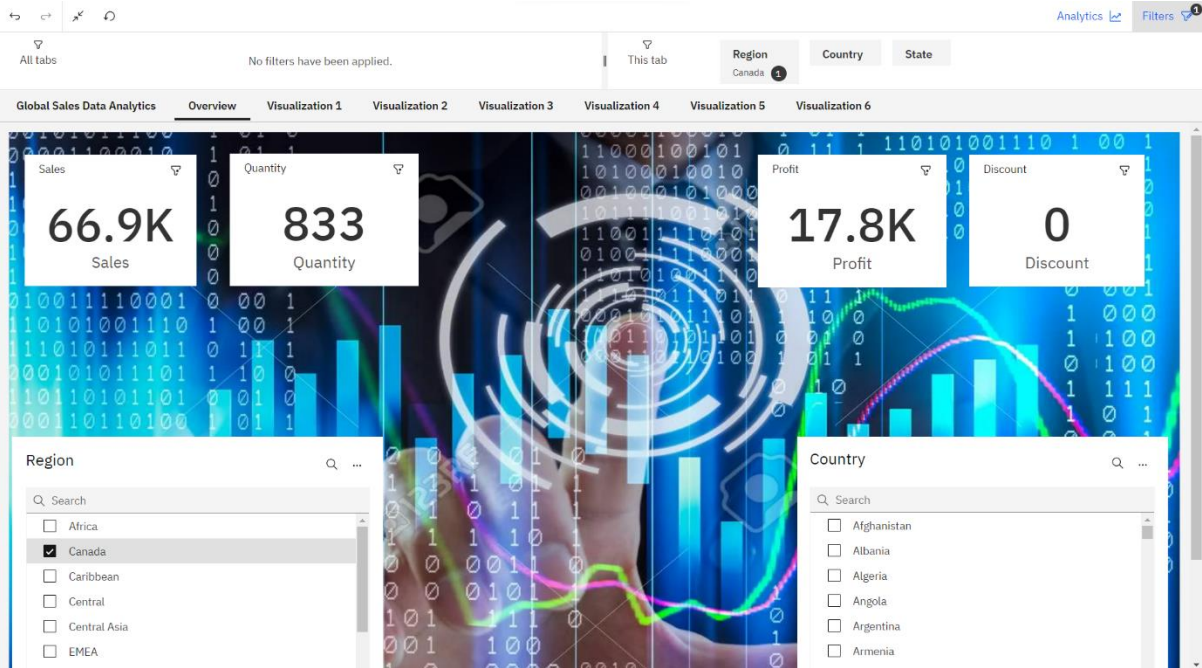 Analytics
Filters
1
All tabs
No filters have been applied.
This tab
Region
Canada 1
Country
State
Global Sales Data Analytics
Overview
Visualization 1
Visualization 2
Visualization 3
Visualization 4
Visualization 5
Visualization 6
Sales
66.9K
Sales
Quantity
833
Quantity
Profit
17.8K
Profit
Discount
0
Discount
Region
...
Search
Africa
Canada
Caribbean
Central
Central Asia
EMEA
Country
...
Search
Afghanistan
Albania
Algeria
Angola
Argentina
Armenia